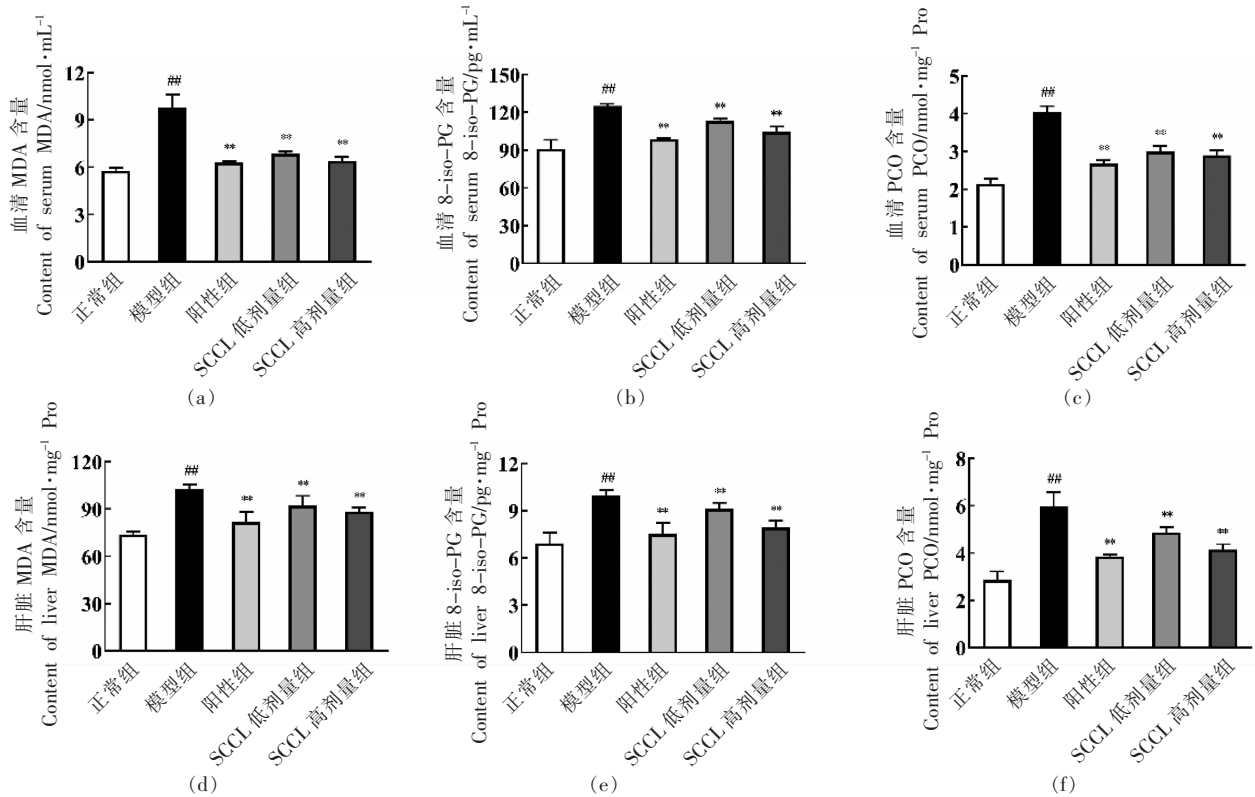 血清 MDA 含量
Content of serum MDA/nmol·mL⁻¹
12
9
6
3
0
##
**
**
**
正常组
模型组
阳性组
SCCL 低剂量组
SCCL 高剂量组
(a)
血清 8-iso-PG 含量
Content of serum 8-iso-PG/pg·mL⁻¹
150
120
90
60
30
0
##
**
**
**
正常组
模型组
阳性组
SCCL 低剂量组
SCCL 高剂量组
(b)
血清 PCO 含量
Content of serum PCO/nmol·mg⁻¹ Pro
5
4
3
2
1
0
##
**
**
**
正常组
模型组
阳性组
SCCL 低剂量组
SCCL 高剂量组
(c)
肝脏 MDA 含量
Content of liver MDA/nmol·mg⁻¹ Pro
120
90
60
30
0
##
**
**
**
正常组
模型组
阳性组
SCCL 低剂量组
SCCL 高剂量组
(d)
肝脏 8-iso-PG 含量
Content of liver 8-iso-PG/pg·mg⁻¹ Pro
12
9
6
3
0
##
**
**
**
正常组
模型组
阳性组
SCCL 低剂量组
SCCL 高剂量组
(e)
肝脏 PCO 含量
Content of liver PCO/nmol·mg⁻¹ Pro
8
6
4
2
0
##
**
**
**
正常组
模型组
阳性组
SCCL 低剂量组
SCCL 高剂量组
(f)